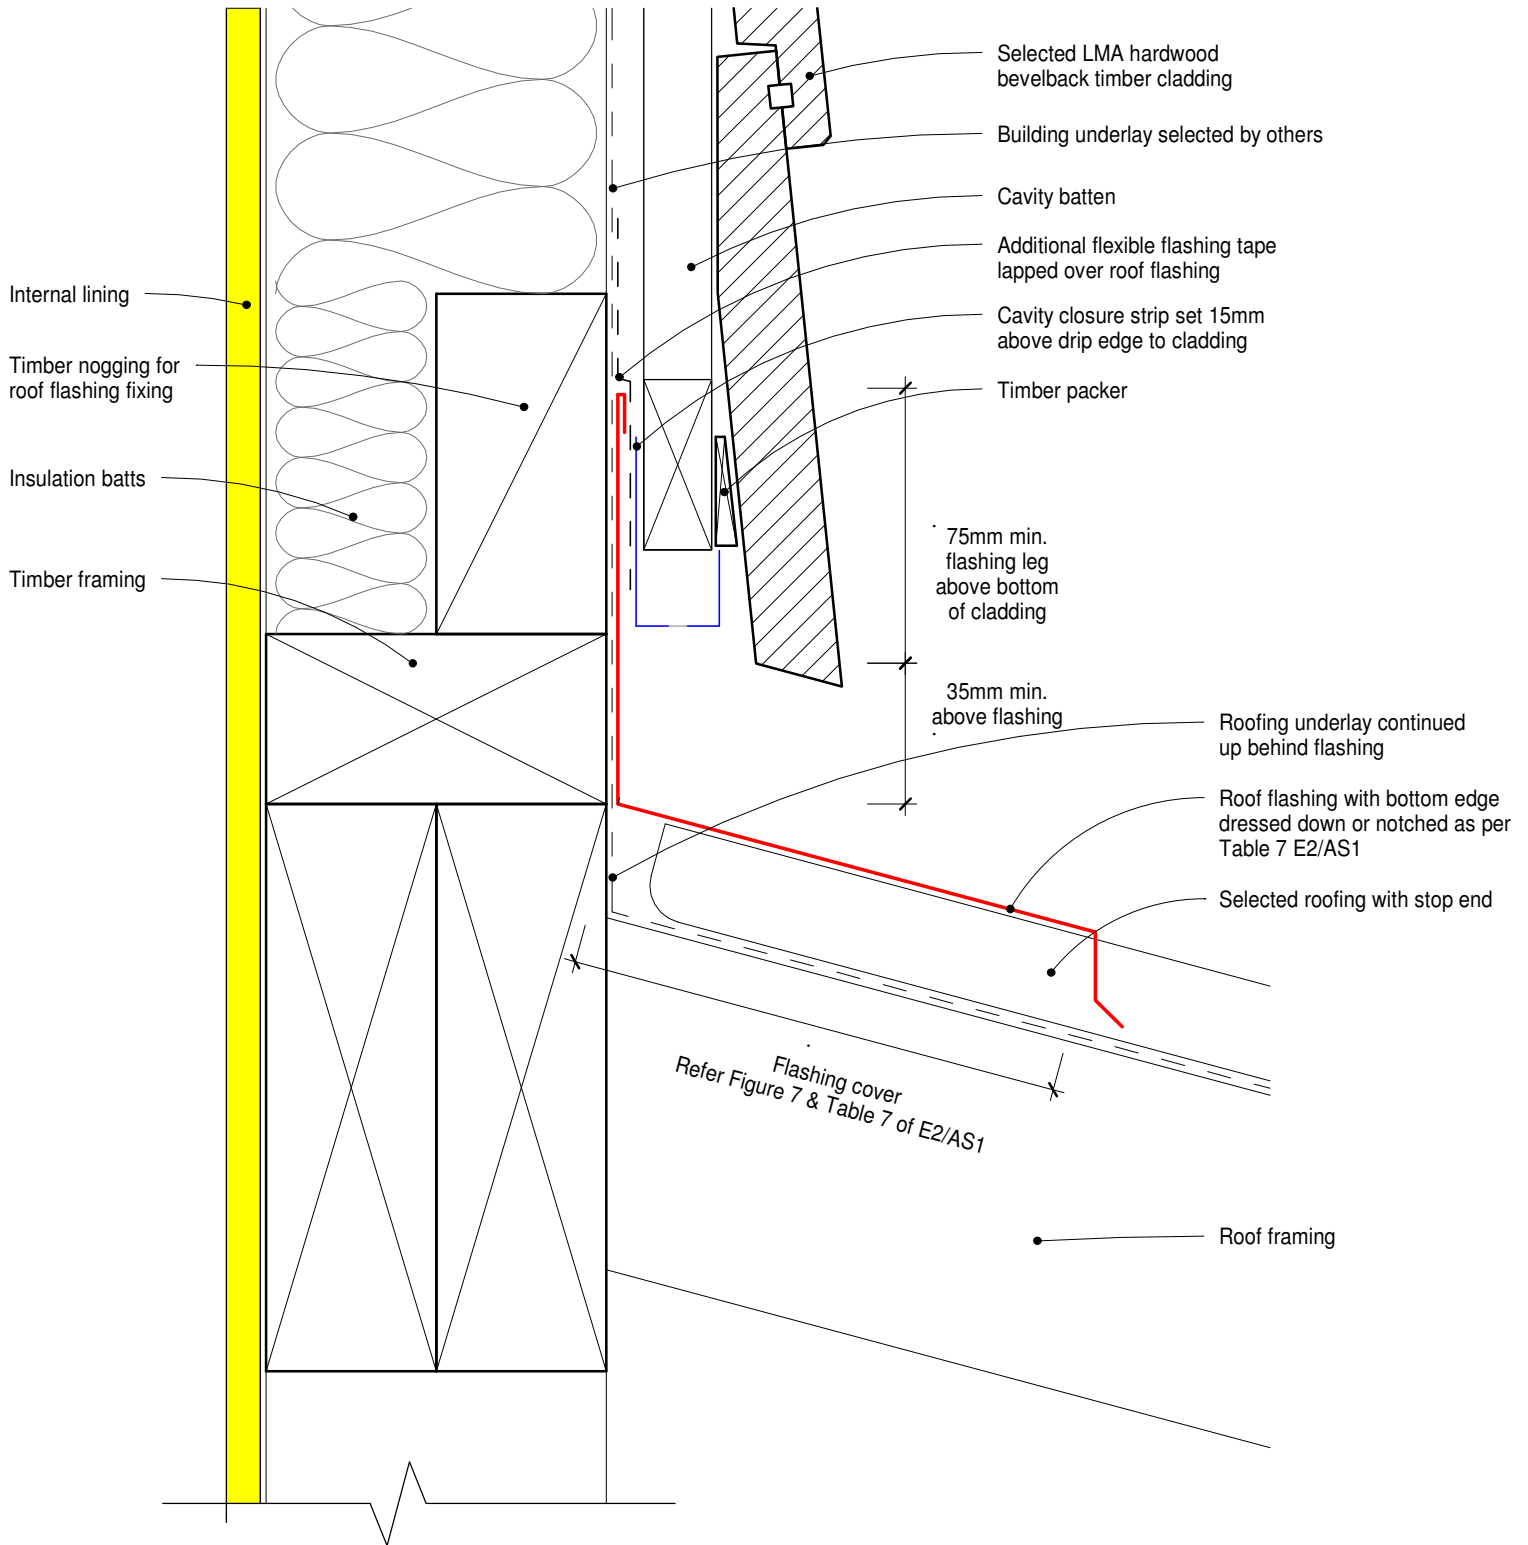 Selected LMA hardwood
bevelback timber cladding
Building underlay selected by others
Cavity batten
Additional flexible flashing tape
lapped over roof flashing
Cavity closure strip set 15mm
above drip edge to cladding
Timber packer
Internal lining
Timber nogging for
roof flashing fixing
Insulation batts
Timber framing
75mm min.
flashing leg
above bottom
of cladding
35mm min.
above flashing
Roofing underlay continued
up behind flashing
Roof flashing with bottom edge
dressed down or notched as per
Table 7 E2/AS1
Selected roofing with stop end
Flashing cover
Refer Figure 7 & Table 7 of E2/AS1
Roof framing